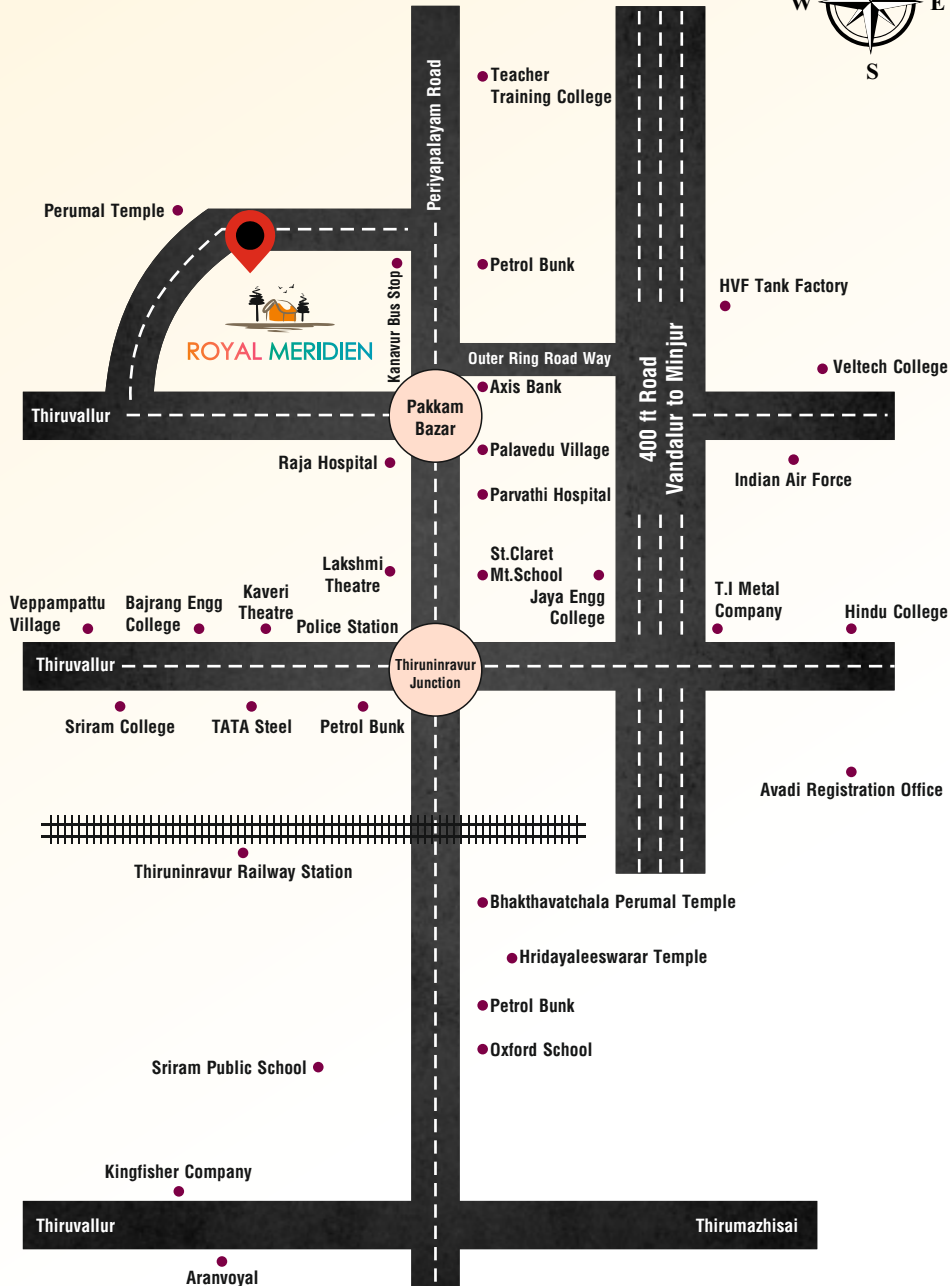 W
E
S
Teacher
Training College
Periyapalayam Road
Perumal Temple
Petrol Bunk
Kanavur Bus Stop
HVF Tank Factory
ROYAL MERIDIEN
Outer Ring Road Way
400 ft Road
Vandalur to Minjur
Veltech College
Axis Bank
Thiruvallur
Pakkam
Bazar
Raja Hospital
Palavedu Village
Indian Air Force
Parvathi Hospital
Lakshmi
Theatre
St.Claret
Mt.School
Jaya Engg
College
Veppampattu
Village
Bajrang Engg
College
Kaveri
Theatre
Police Station
T.I Metal
Company
Hindu College
Thiruvallur
Thiruninravur
Junction
Sriram College
TATA Steel
Petrol Bunk
Avadi Registration Office
Thiruninravur Railway Station
Bhakthavatchala Perumal Temple
Hridayaleeswarar Temple
Petrol Bunk
Oxford School
Sriram Public School
Kingfisher Company
Thiruvallur
Thirumazhisai
Aranvoyal